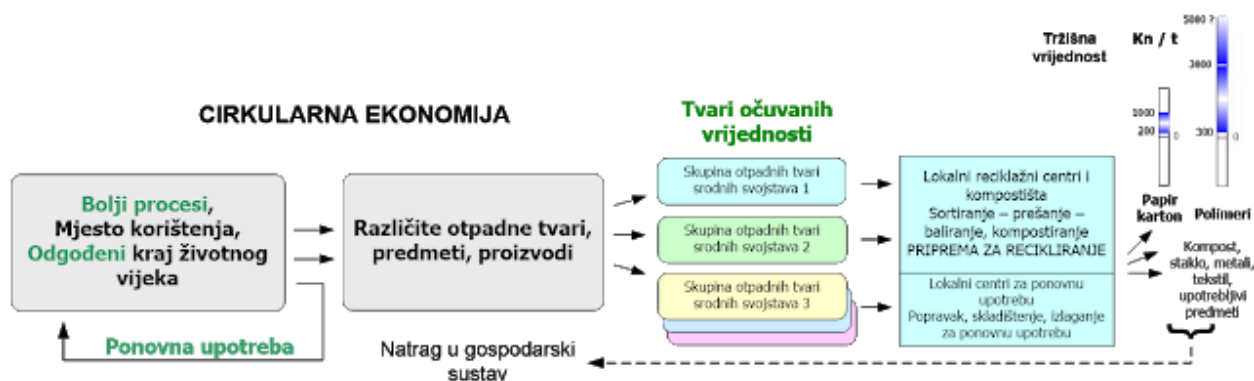 CIRKULARNA EKONOMIJA
Bolji procesi,
Mjesto korištenja,
Odgođeni kraj životnog
vijeka
Ponovna upotreba
Različite otpadne tvari,
predmeti, proizvodi
Tvari očuvanih
vrijednosti
Skupina otpadnih tvari
srodnih svojstava 1
Skupina otpadnih tvari
srodnih svojstava 2
Skupina otpadnih tvari
srodnih svojstava 3
Lokalni reciklažni centri i
kompostišta
Sortiranje – prešanje –
baliranje, kompostiranje
PRIPREMA ZA RECIKLIRANJE
Lokalni centri za ponovnu
upotrebu
Popravak, skladištenje, izlaganje
za ponovnu upotrebu
Tržišna
vrijednost
Kn / t
1000
200
0
Papir
karton
5000 ?
3000
300
0
Polimeri
Kompost,
staklo, metali,
tekstil,
upotrebljivi
predmeti
Natrag u gospodarski
sustav